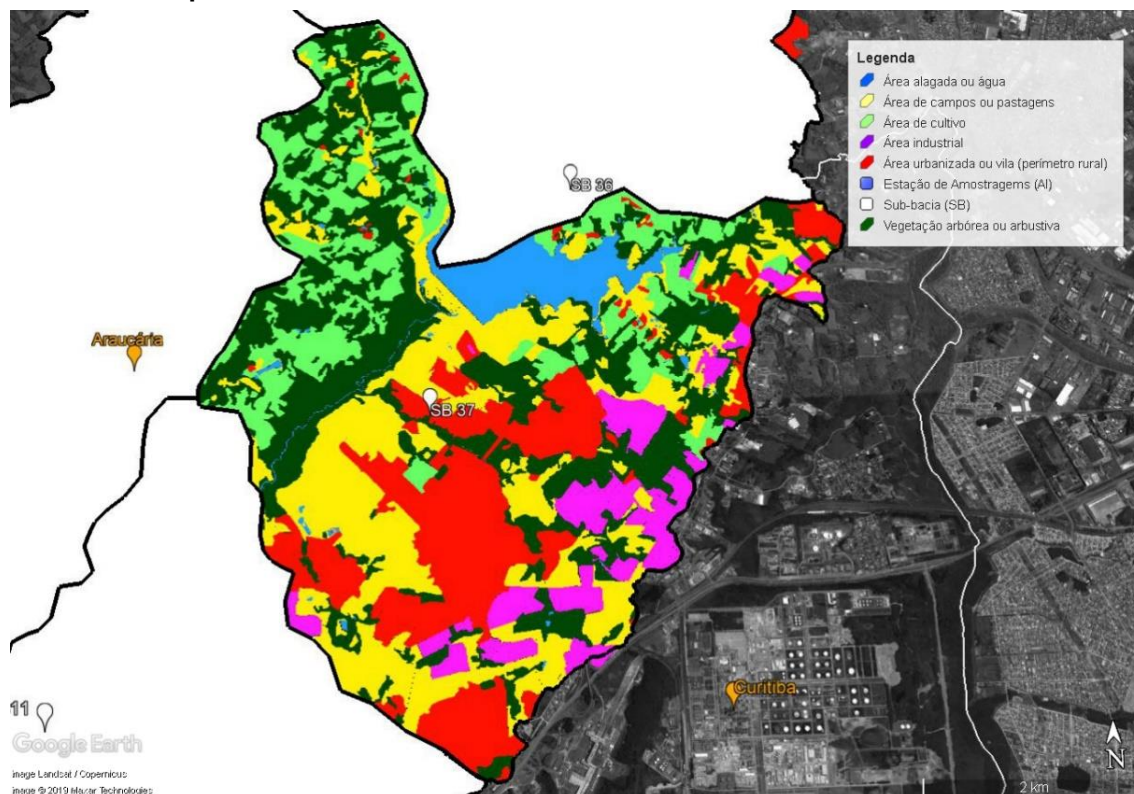 Legenda
Área alagada ou água
Área de campos ou pastagens
Área de cultivo
Área industrial
Área urbanizada ou vila (perímetro rural)
Estação de Amostragems (AI)
Sub-bacia (SB)
Vegetação arbórea ou arbustiva
SB 36
Araucária
SB 37
Curitiba
11
Google Earth
Image Landsat / Copernicus
Image © 2019 Maxar Technologies
N
2 km